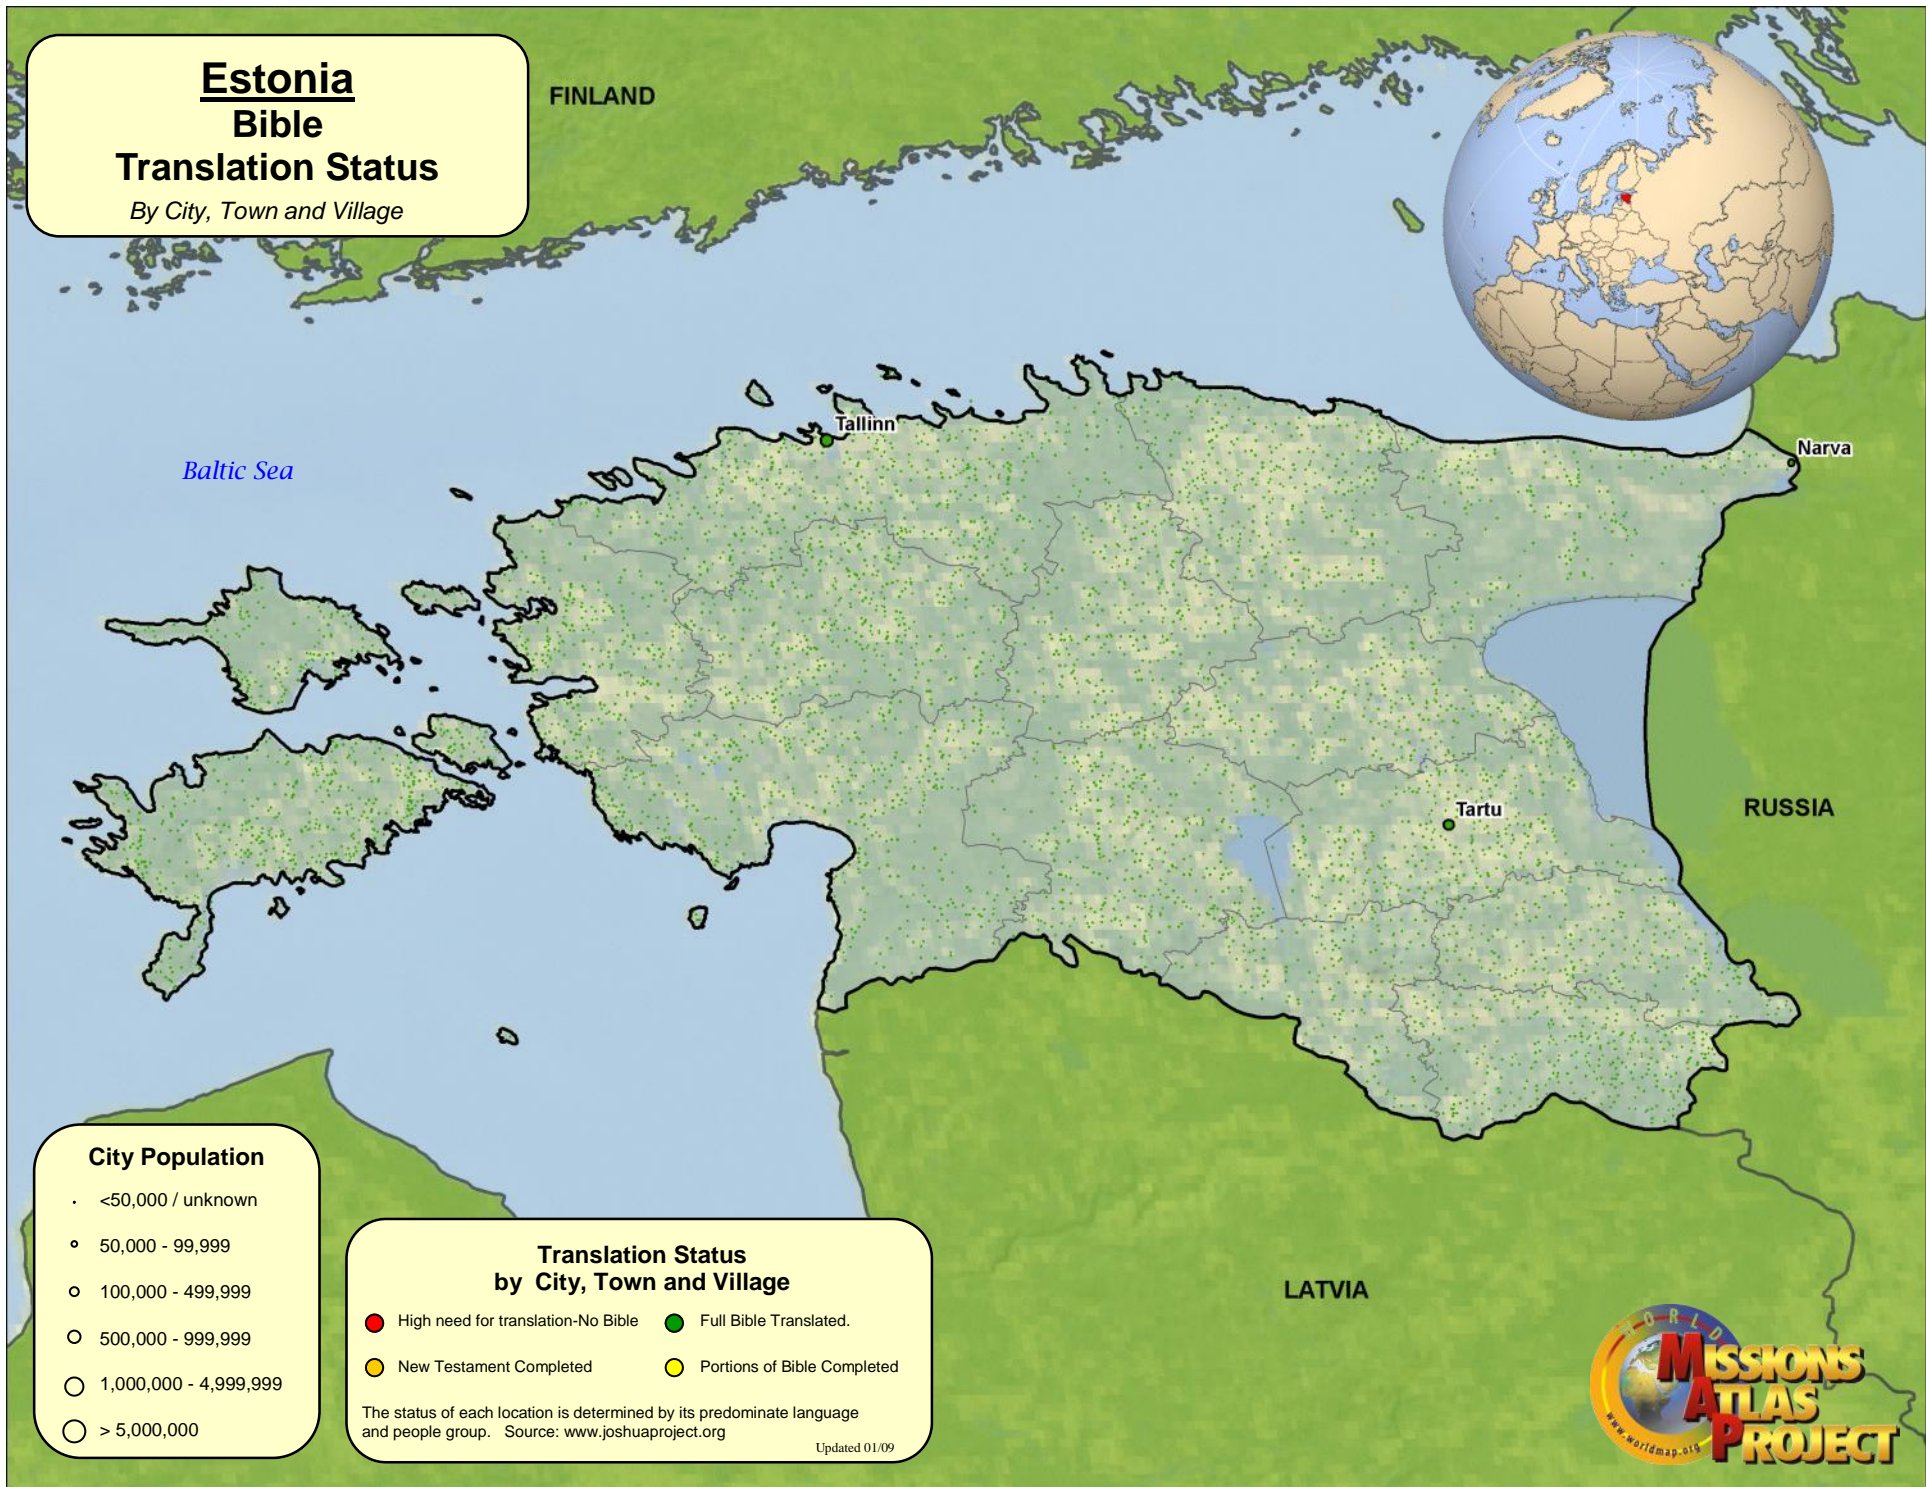 Estonia
Bible
Translation Status
By City, Town and Village
FINLAND
Tallinn
Narva
Baltic Sea
Tartu
RUSSIA
LATVIA
City Population
<50,000 / unknown
50,000 - 99,999
100,000 - 499,999
500,000 - 999,999
1,000,000 - 4,999,999
> 5,000,000
Translation Status
by City, Town and Village
High need for translation-No Bible
Full Bible Translated.
New Testament Completed
Portions of Bible Completed
The status of each location is determined by its predominate language
and people group. Source: www.joshuaproject.org
Updated 01/09
WORLD
MISSIONS
ATLAS
PROJECT
www.worldmap.org